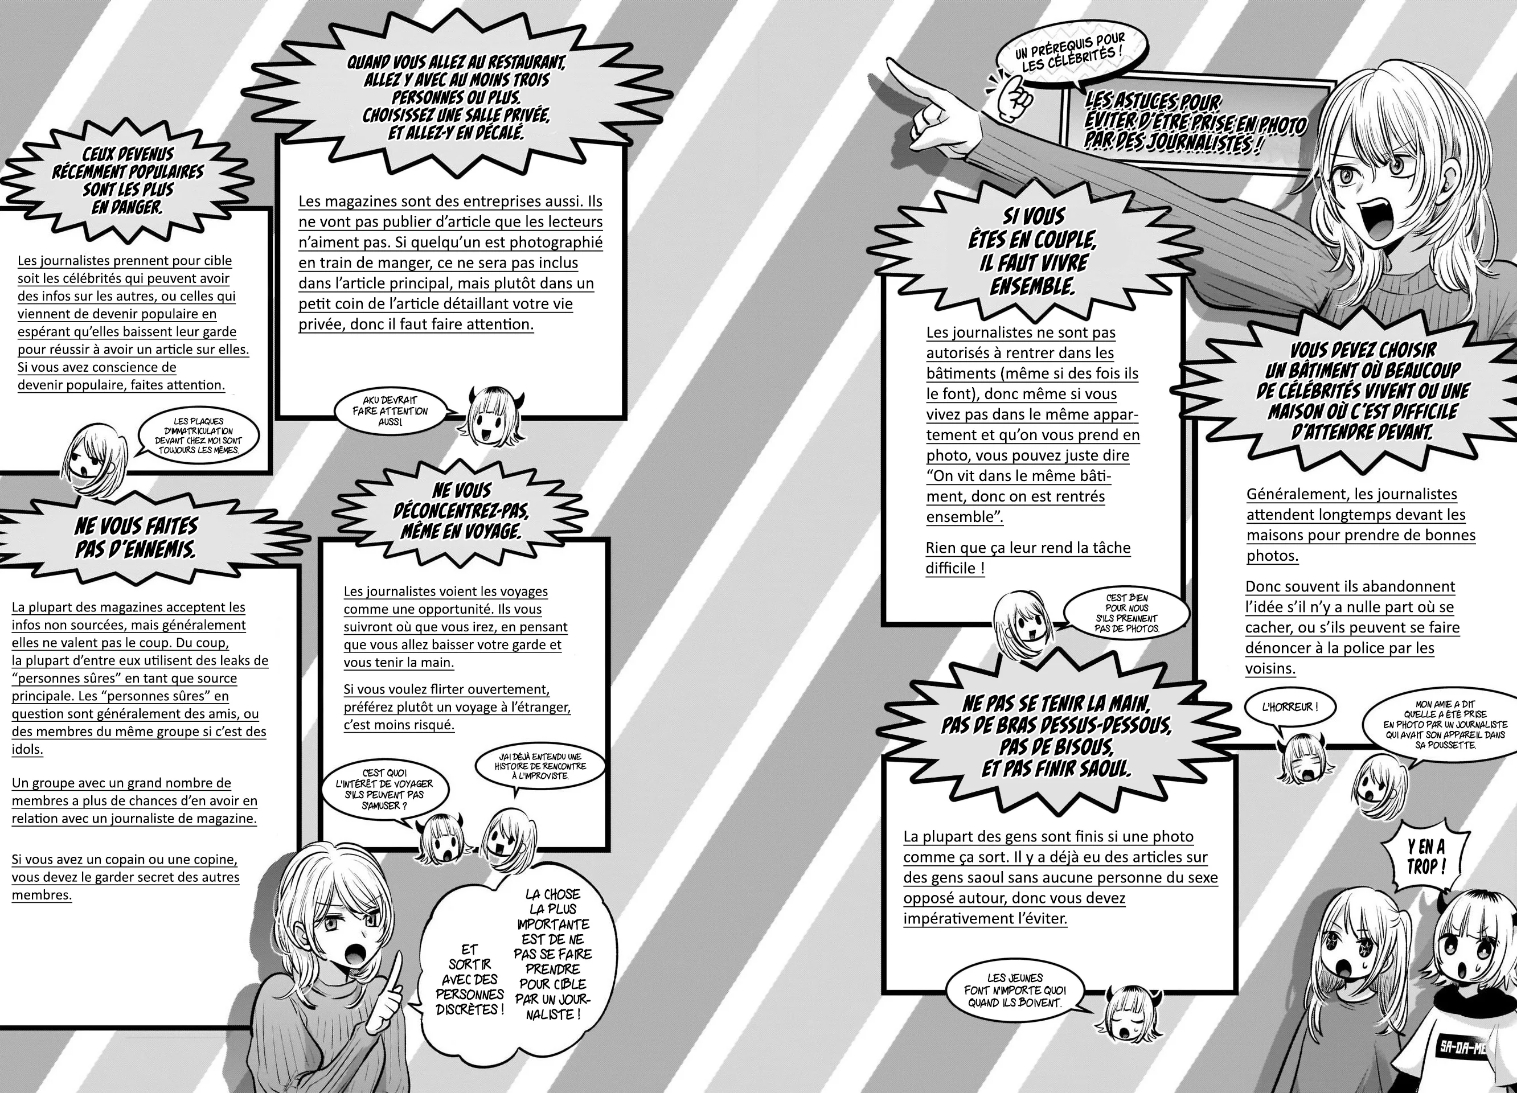 UN PRÉREQUIS POUR
LES CÉLÉBRITÉS !
LES ASTUCES POUR
ÉVITER D'ÊTRE PRISE EN PHOTO
PAR DES JOURNALISTES !
SI VOUS
ÊTES EN COUPLE,
IL FAUT VIVRE
ENSEMBLE.
Les journalistes ne sont pas
autorisés à rentrer dans les
bâtiments (même si des fois ils
le font), donc même si vous
vivez pas dans le même appar-
tement et qu’on vous prend en
photo, vous pouvez juste dire
“On vit dans le même bâti-
ment, donc on est rentrés
ensemble”.
Rien que ça leur rend la tâche
difficile !
C'EST BIEN
POUR NOUS
S'ILS PRENNENT
PAS DE PHOTOS.
VOUS DEVEZ CHOISIR
UN BÂTIMENT OÙ BEAUCOUP
DE CÉLÉBRITÉS VIVENT OU UNE
MAISON OÙ C'EST DIFFICILE
D'ATTENDRE DEVANT.
Généralement, les journalistes
attendent longtemps devant les
maisons pour prendre de bonnes
photos.
Donc souvent ils abandonnent
l’idée s’il n’y a nulle part où se
cacher, ou s’ils peuvent se faire
dénoncer à la police par les
voisins.
L'HORREUR !
MON AMIE A DIT
QU'ELLE A ÉTÉ PRISE
EN PHOTO PAR UN JOURNALISTE
QUI AVAIT SON APPAREIL DANS
SA POUSSETTE.
NE PAS SE TENIR LA MAIN,
PAS DE BRAS DESSUS-DESSOUS,
PAS DE BISOUS,
ET PAS FINIR SAOUL.
La plupart des gens sont finis si une photo
comme ça sort. Il y a déjà eu des articles sur
des gens saoul sans aucune personne du sexe
opposé autour, donc vous devez
impérativement l’éviter.
LES JEUNES
FONT N'IMPORTE QUOI
QUAND ILS BOIVENT.
Y EN A
TROP !
SA-DA-ME
QUAND VOUS ALLEZ AU RESTAURANT,
ALLEZ Y AVEC AU MOINS TROIS
PERSONNES OU PLUS.
CHOISISSEZ UNE SALLE PRIVÉE,
ET ALLEZ-Y EN DÉCALÉ.
Les magazines sont des entreprises aussi. Ils
ne vont pas publier d’article que les lecteurs
n’aiment pas. Si quelqu’un est photographié
en train de manger, ce ne sera pas inclus
dans l’article principal, mais plutôt dans un
petit coin de l’article détaillant votre vie
privée, donc il faut faire attention.
AKU DEVRAIT
FAIRE ATTENTION
AUSSI.
CEUX DEVENUS
RÉCEMMENT POPULAIRES
SONT LES PLUS
EN DANGER.
Les journalistes prennent pour cible
soit les célébrités qui peuvent avoir
des infos sur les autres, ou celles qui
viennent de devenir populaire en
espérant qu’elles baissent leur garde
pour réussir à avoir un article sur elles.
Si vous avez conscience de
devenir populaire, faites attention.
LES PLAQUES
D'IMMATRICULATION
DEVANT CHEZ MOI SONT
TOUJOURS LES MÊMES.
NE VOUS
DÉCONCENTREZ-PAS,
MÊME EN VOYAGE.
Les journalistes voient les voyages
comme une opportunité. Ils vous
suivront où que vous irez, en pensant
que vous allez baisser votre garde et
vous tenir la main.
Si vous voulez flirter ouvertement,
préférez plutôt un voyage à l’étranger,
c’est moins risqué.
J'AI DÉJÀ ENTENDU UNE
HISTOIRE DE RENCONTRE
À L'IMPROVISTE.
C'EST QUOI
L'INTÉRÊT DE VOYAGER
S'ILS PEUVENT PAS
S'AMUSER ?
NE VOUS FAITES
PAS D'ENNEMIS.
La plupart des magazines acceptent les
infos non sourcées, mais généralement
elles ne valent pas le coup. Du coup,
la plupart d’entre eux utilisent des leaks de
“personnes sûres” en tant que source
principale. Les “personnes sûres” en
question sont généralement des amis, ou
des membres du même groupe si c’est des
idols.
Un groupe avec un grand nombre de
membres a plus de chances d’en avoir en
relation avec un journaliste de magazine.
Si vous avez un copain ou une copine,
vous devez le garder secret des autres
membres.
LA CHOSE
LA PLUS
IMPORTANTE
EST DE NE
PAS SE FAIRE
PRENDRE
POUR CIBLE
PAR UN JOUR-
NALISTE !
ET
SORTIR
AVEC DES
PERSONNES
DISCRÈTES !